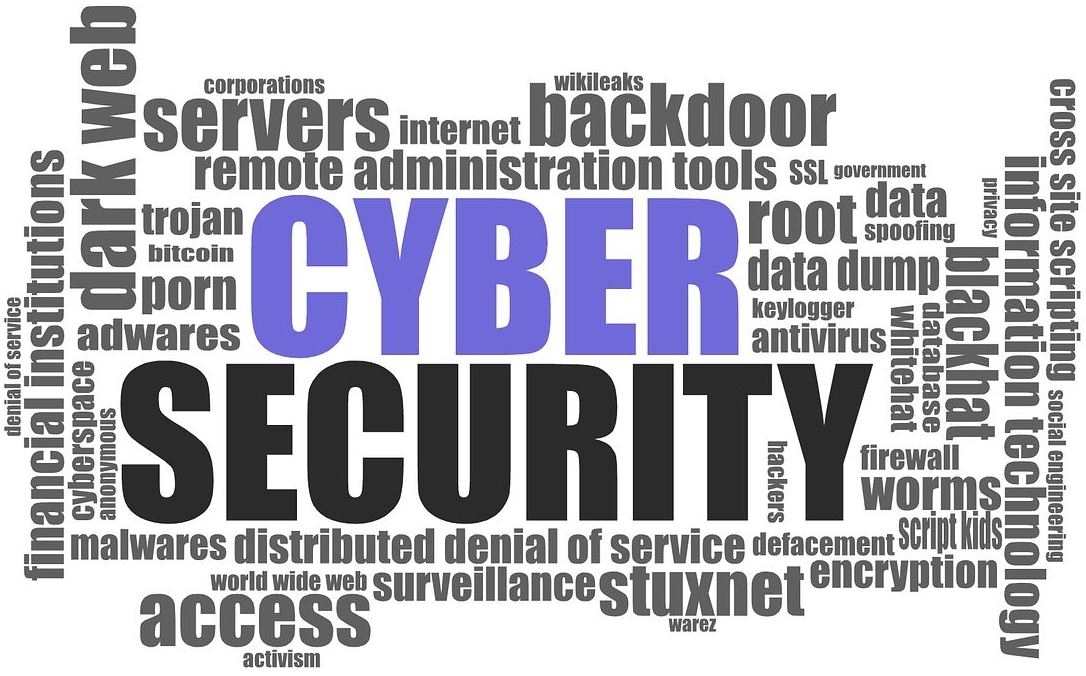 dark web
corporations
wikileaks
servers
internet
backdoor
remote administration tools
SSL
government
cross site scripting
information technology
privacy
financial institutions
denial of service
trojan
bitcoin
porn
adwares
CYBER
root
data
spoofing
data dump
keylogger
antivirus
whitehat
database
blackhat
cyberspace
anonymous
SECURITY
hackers
firewall
worms
script kids
social engineering
malwares
distributed denial of service
defacement
encryption
world wide web
surveillance
stuxnet
access
warez
activism